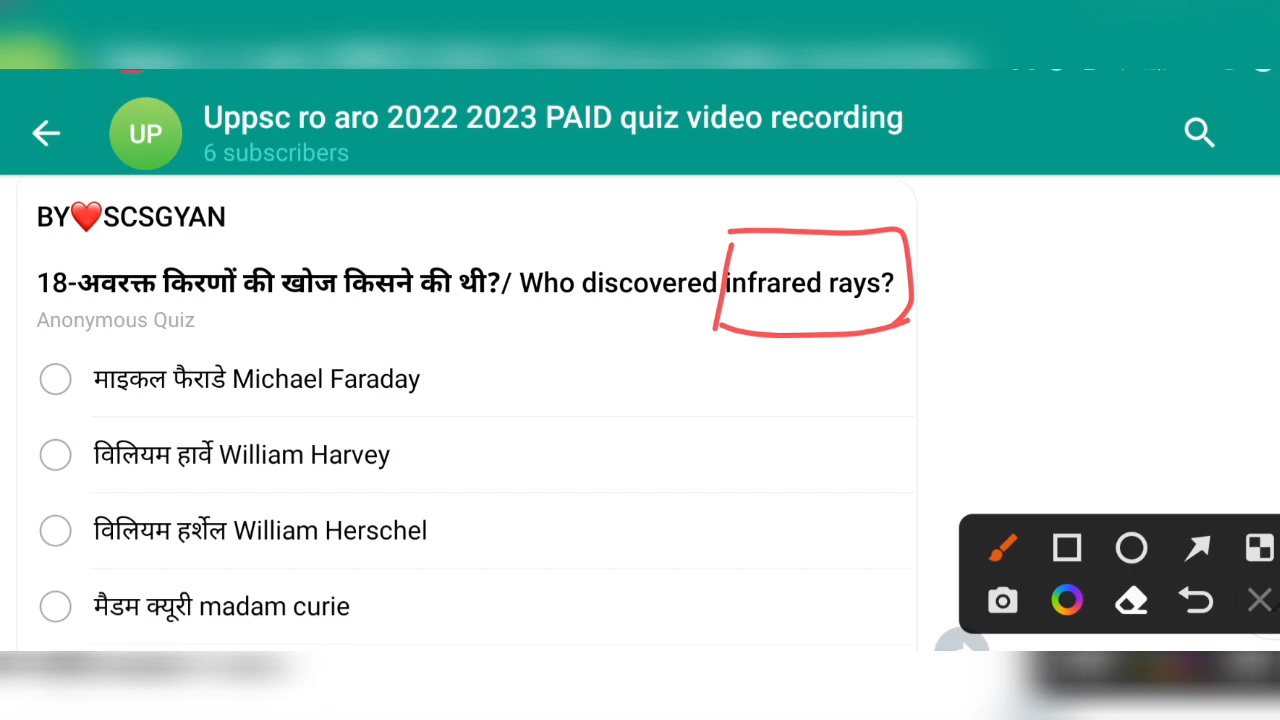 UP
Uppsc ro aro 2022 2023 PAID quiz video recording
6 subscribers
BY❤️SCSGYAN
18-अवरक्त किरणों की खोज किसने की थी?/ Who discovered infrared rays?
Anonymous Quiz
माइकल फैराडे Michael Faraday
विलियम हार्वे William Harvey
विलियम हर्शेल William Herschel
मैडम क्यूरी madam curie